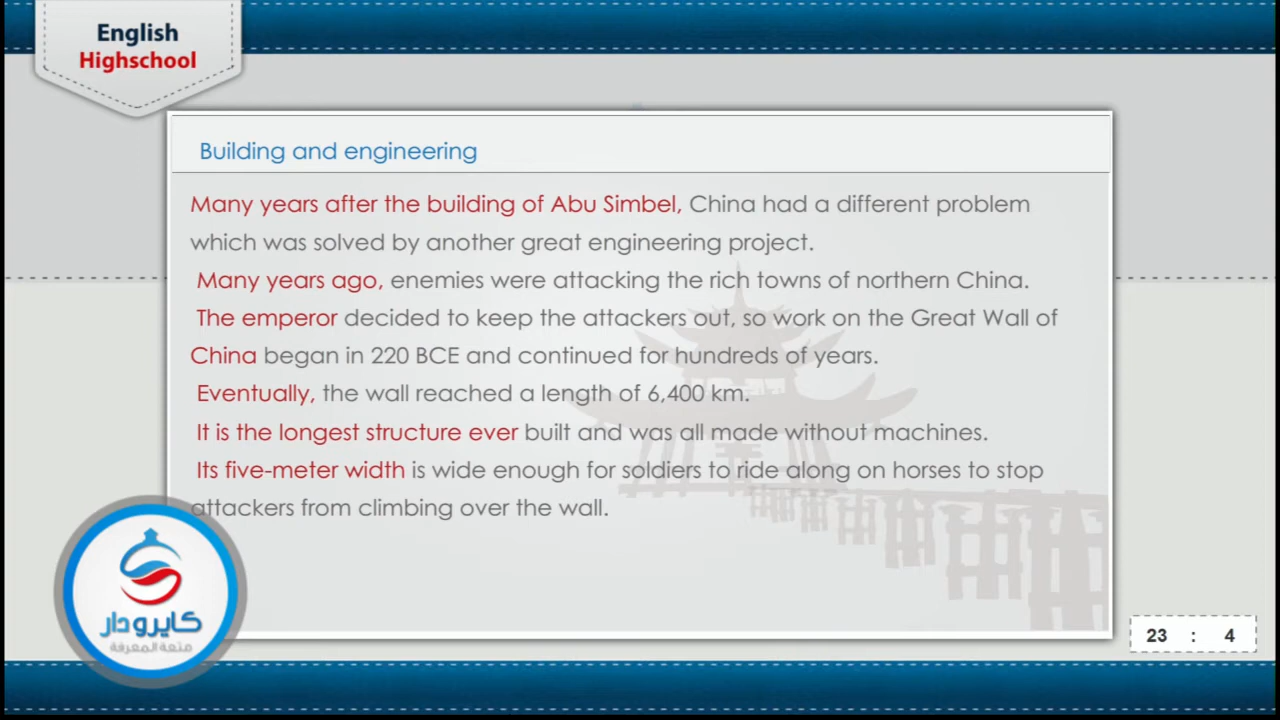 English
Highschool
Building and engineering
Many years after the building of Abu Simbel, China had a different problem
which was solved by another great engineering project.
Many years ago, enemies were attacking the rich towns of northern China.
The emperor decided to keep the attackers out, so work on the Great Wall of
China began in 220 BCE and continued for hundreds of years.
Eventually, the wall reached a length of 6,400 km.
It is the longest structure ever built and was all made without machines.
Its five-meter width is wide enough for soldiers to ride along on horses to stop
attackers from climbing over the wall.
كايرودار
متعة المعرفة
23 : 4